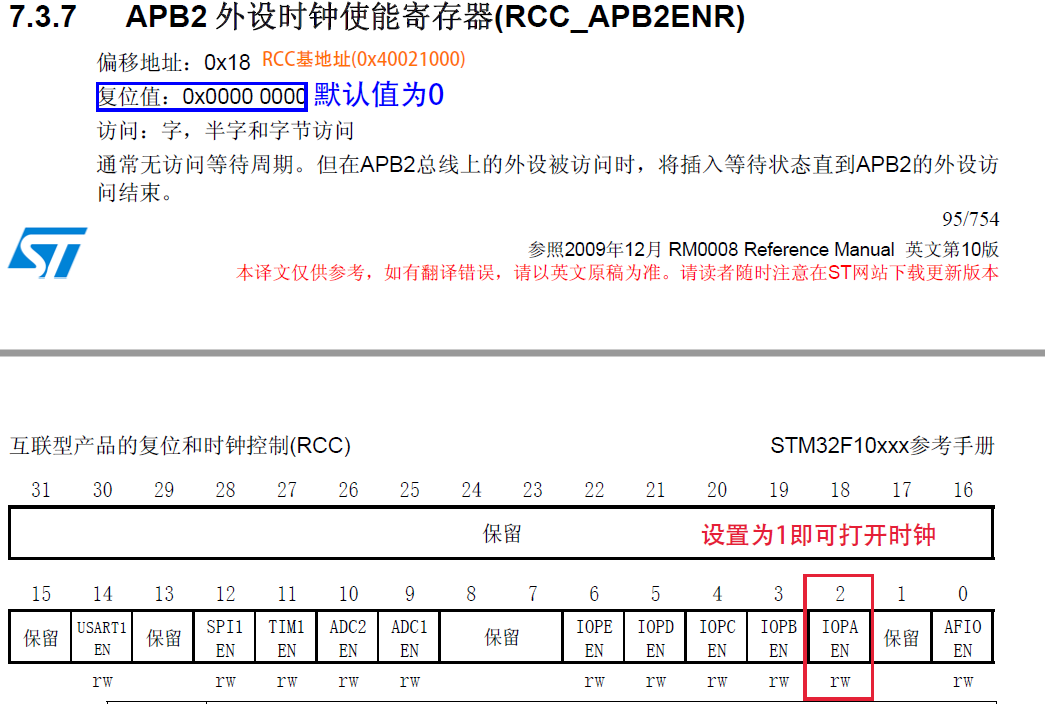 7.3.7 APB2 外设时钟使能寄存器(RCC_APB2ENR)
偏移地址：0x18 RCC基地址(0x40021000)
复位值：0x0000 0000 默认值为0
访问：字，半字和字节访问
通常无访问等待周期。但在APB2总线上的外设被访问时，将插入等待状态直到APB2的外设访
问结束。
95/754
ST
参照2009年12月 RM0008 Reference Manual 英文第10版
本译文仅供参考，如有翻译错误，请以英文原稿为准。请读者随时注意在ST网站下载更新版本
互联型产品的复位和时钟控制(RCC) STM32F10xxx参考手册
31 30 29 28 27 26 25 24 23 22 21 20 19 18 17 16
保留 设置为1即可打开时钟
15 14 13 12 11 10 9 8 7 6 5 4 3 2 1 0
保留 USART1 EN 保留 SPI1 EN TIM1 EN ADC2 EN ADC1 EN 保留 IOPE EN IOPD EN IOPC EN IOPB EN IOPA EN 保留 AFIO EN
rw rw rw rw rw rw rw rw rw rw rw